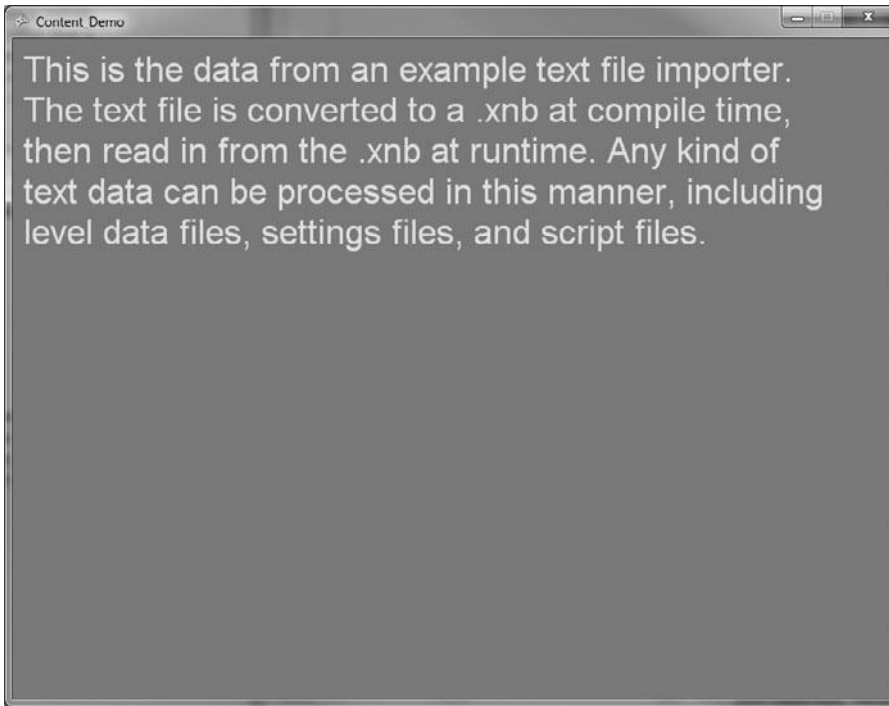 Content_Demo
This is the data from an example text file importer.
The text file is converted to a .xnb at compile time,
then read in from the .xnb at runtime. Any kind of
text data can be processed in this manner, including
level data files, settings files, and script files.